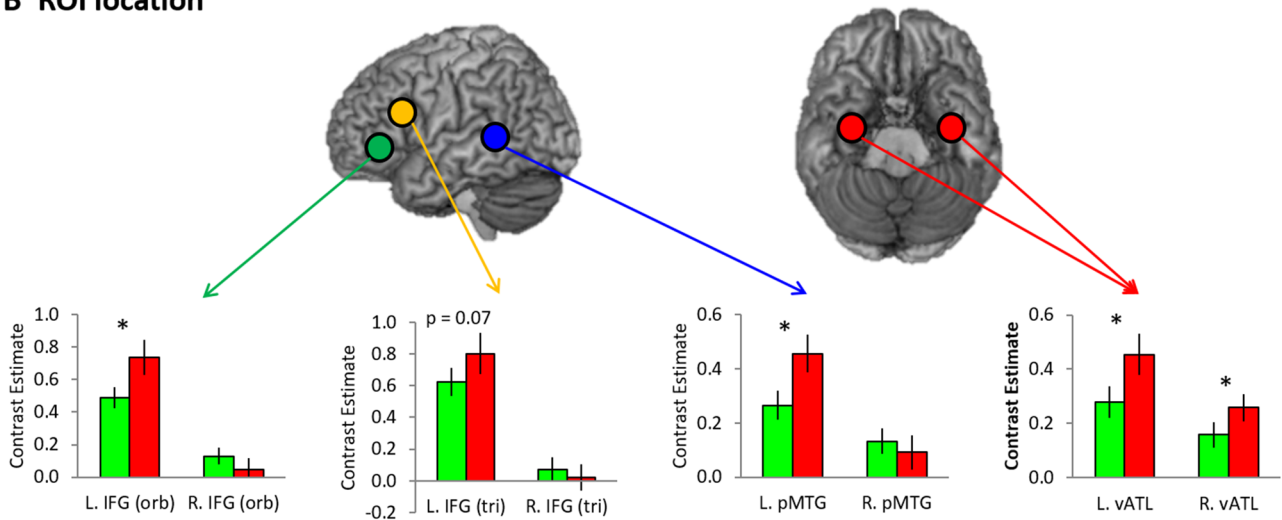 B ROI location
1.0
0.8
0.6
0.4
0.2
0.0
Contrast Estimate
*
L. IFG (orb) R. IFG (orb)
1.0
0.8
0.6
0.4
0.2
0.0
-0.2
Contrast Estimate
p = 0.07
L. IFG (tri) R. IFG (tri)
0.6
0.4
0.2
0.0
Contrast Estimate
*
L. pMTG R. pMTG
0.6
0.4
0.2
0.0
Contrast Estimate
*
*
L. vATL R. vATL